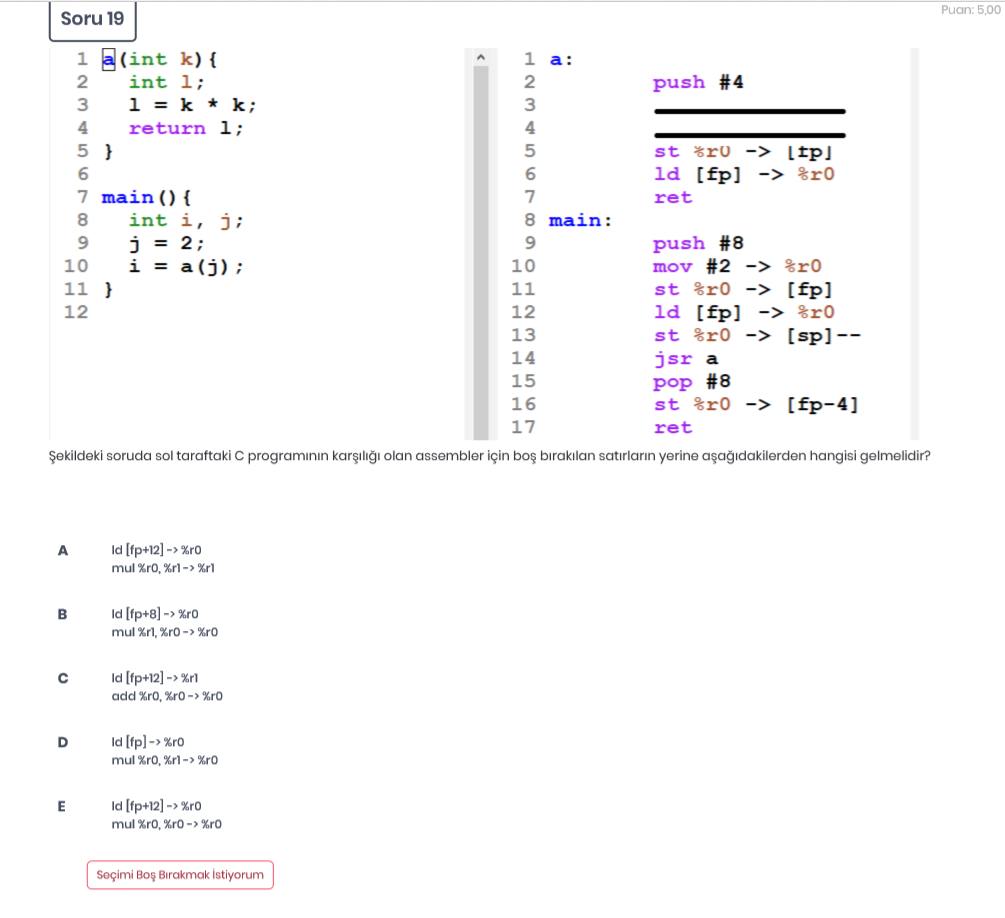 Soru 19
Puan: 5,00
1 a(int k){
2 int l;
3 l = k * k;
4 return l;
5 }
6
7 main(){
8 int i, j;
9 j = 2;
10 i = a(j);
11 }
12
1 a:
2 push #4
3
4
5 st %r0 -> [fp]
6 ld [fp] -> %r0
7 ret
8 main:
9 push #8
10 mov #2 -> %r0
11 st %r0 -> [fp]
12 ld [fp] -> %r0
13 st %r0 -> [sp]--
14 jsr a
15 pop #8
16 st %r0 -> [fp-4]
17 ret
Şekildeki soruda sol taraftaki C programının karşılığı olan assembler için boş bırakılan satırların yerine aşağıdakilerden hangisi gelmelidir?
A ld [fp+12] -> %r0
mul %r0, %r1 -> %r1
B ld [fp+8] -> %r0
mul %r1, %r0 -> %r0
C ld [fp+12] -> %r1
add %r0, %r0 -> %r0
D ld [fp] -> %r0
mul %r0, %r1 -> %r0
E ld [fp+12] -> %r0
mul %r0, %r0 -> %r0
Seçimi Boş Bırakmak İstiyorum